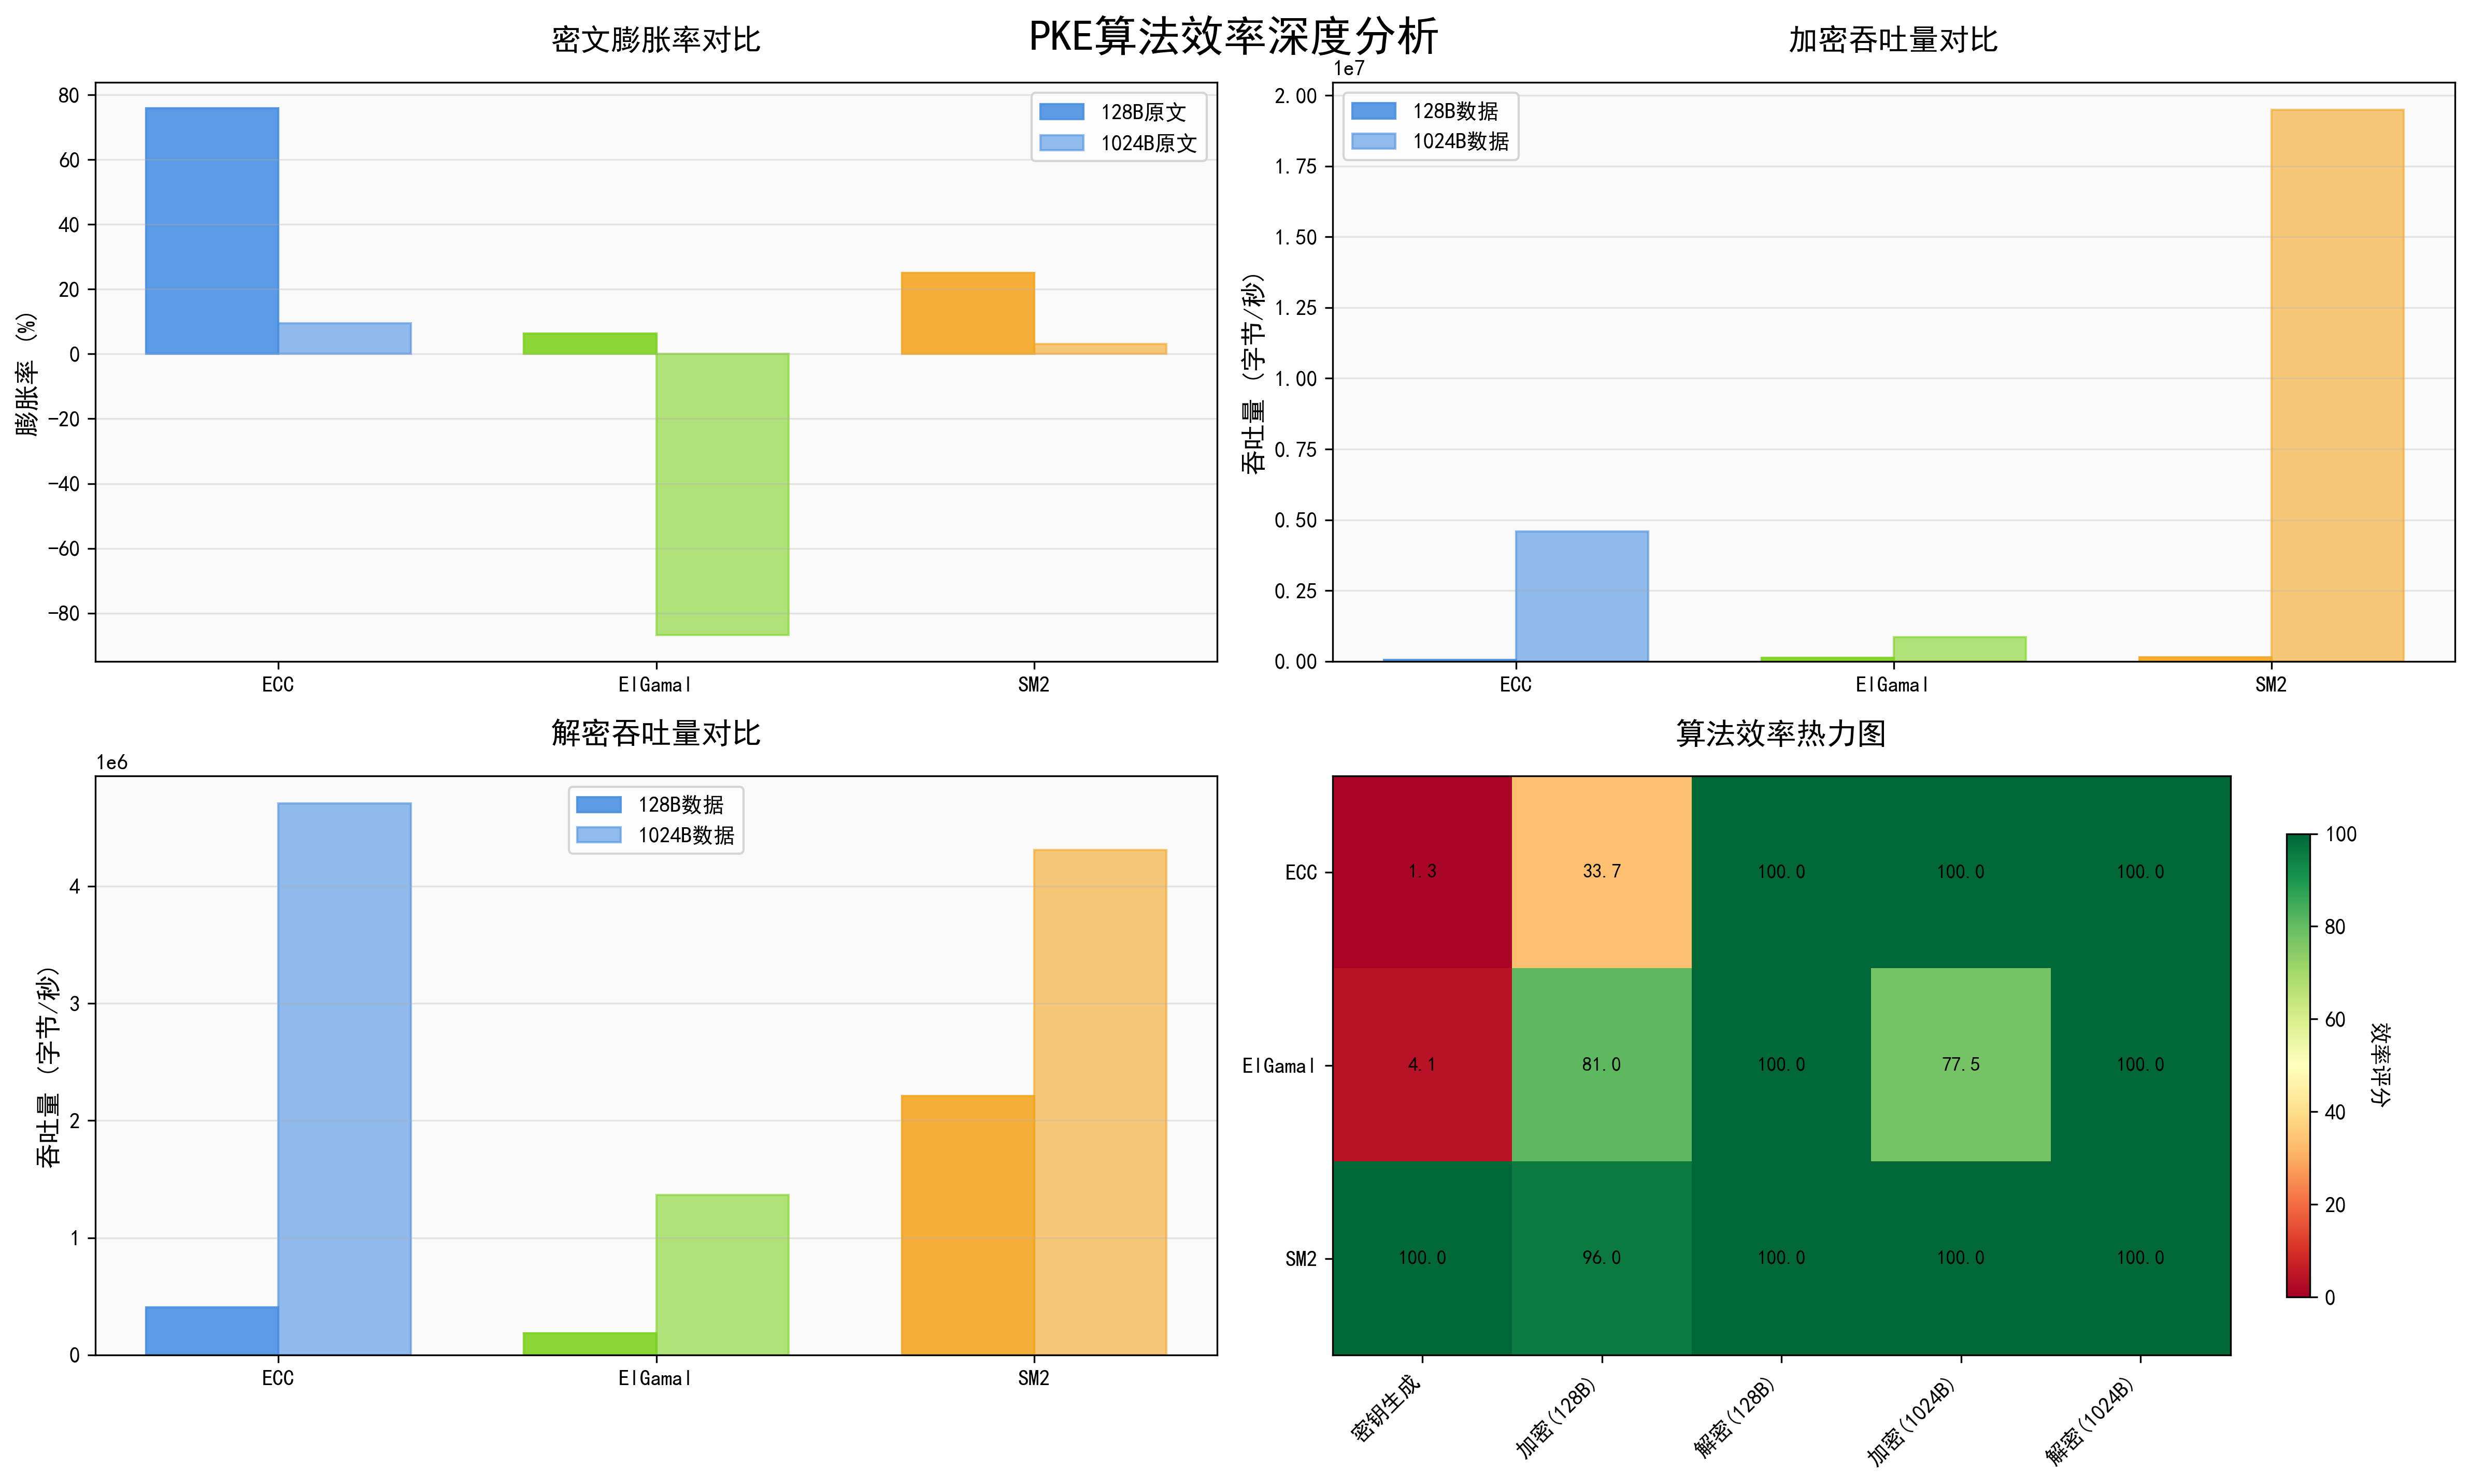 PKE算法效率深度分析
密文膨胀率对比
128B原文
1024B原文
膨胀率 (%)
80
60
40
20
0
−20
−40
−60
−80
ECC
ElGamal
SM2
加密吞吐量对比
1e7
128B数据
1024B数据
吞吐量 (字节/秒)
2.00
1.75
1.50
1.25
1.00
0.75
0.50
0.25
0.00
ECC
ElGamal
SM2
解密吞吐量对比
1e6
128B数据
1024B数据
吞吐量 (字节/秒)
4
3
2
1
0
ECC
ElGamal
SM2
算法效率热力图
ECC 1.3 33.7 100.0 100.0 100.0
ElGamal 4.1 81.0 100.0 77.5 100.0
SM2 100.0 96.0 100.0 100.0 100.0
密钥生成
加密(128B)
解密(128B)
加密(1024B)
解密(1024B)
100
80
60
40
20
0
效率评分